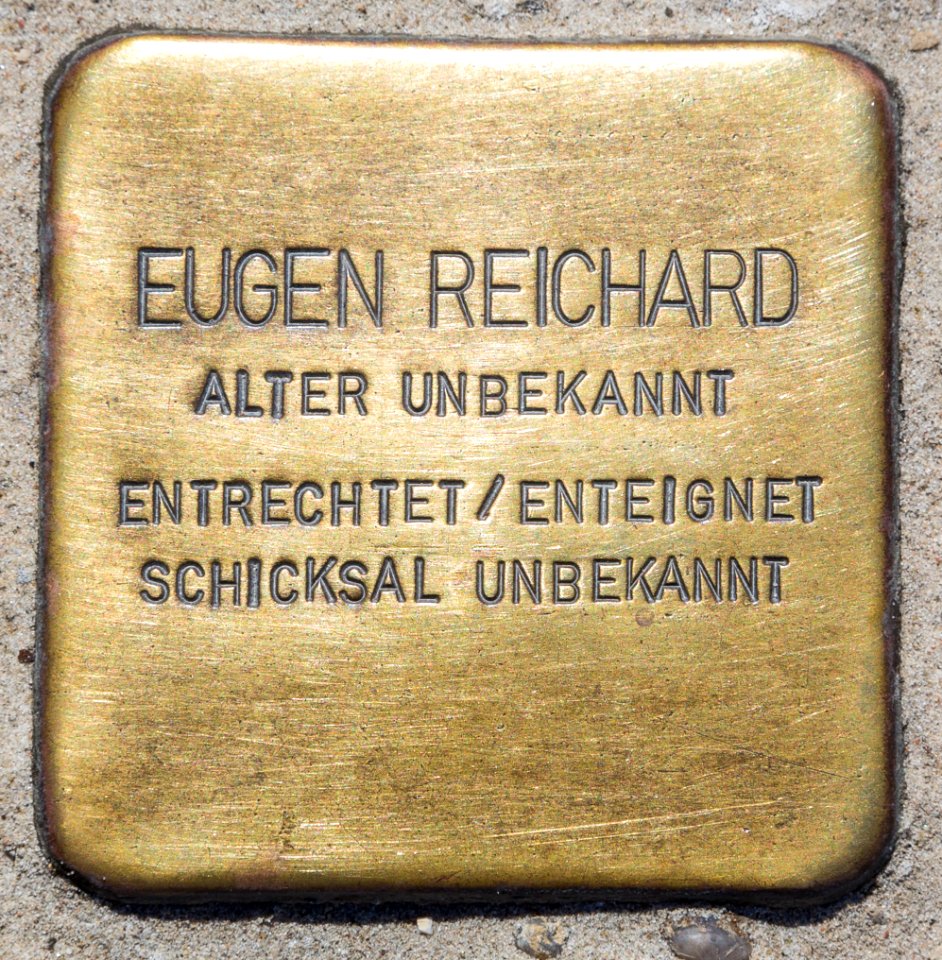 EUGEN REICHARD
ALTER UNBEKANNT
ENTRECHTET/ENTEIGNET
SCHICKSAL UNBEKANNT